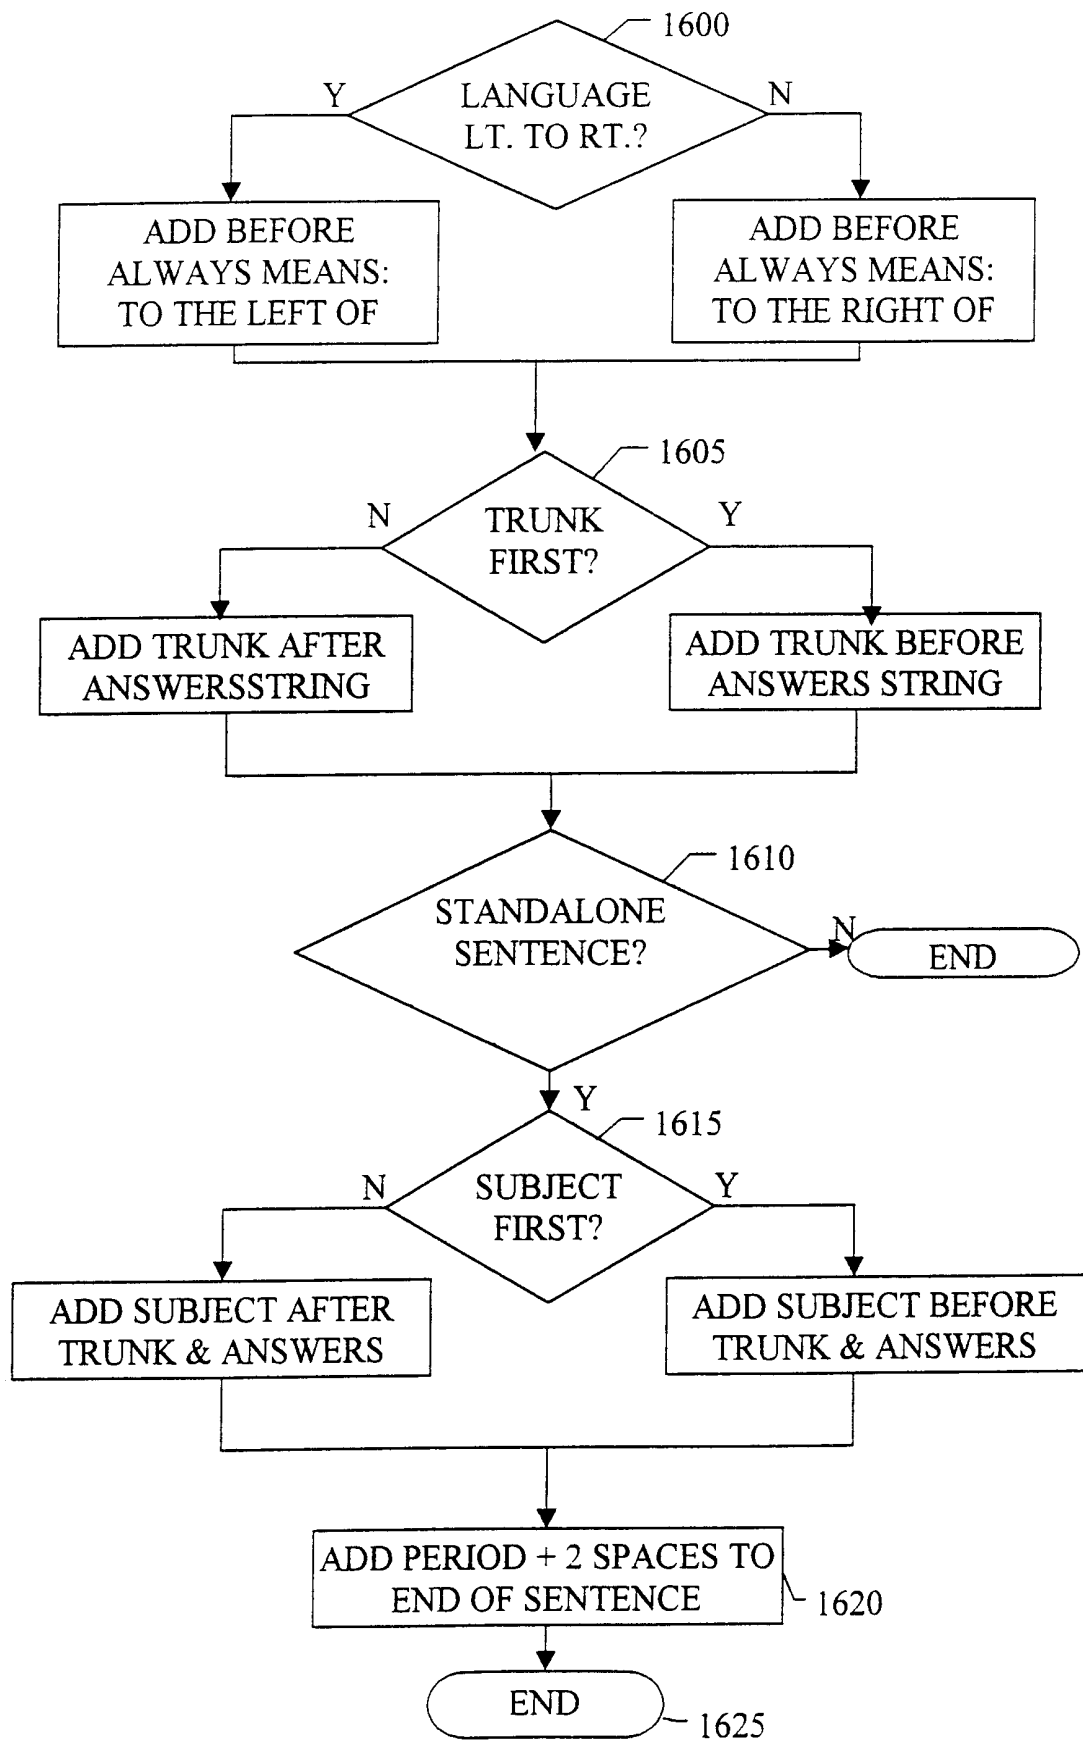 1600
Y
N
LANGUAGE
LT. TO RT.?
ADD BEFORE
ALWAYS MEANS:
TO THE LEFT OF
ADD BEFORE
ALWAYS MEANS:
TO THE RIGHT OF
1605
N
Y
TRUNK
FIRST?
ADD TRUNK AFTER
ANSWERSSTRING
ADD TRUNK BEFORE
ANSWERS STRING
1610
STANDALONE
SENTENCE?
N
END
Y
1615
N
Y
SUBJECT
FIRST?
ADD SUBJECT AFTER
TRUNK & ANSWERS
ADD SUBJECT BEFORE
TRUNK & ANSWERS
ADD PERIOD + 2 SPACES TO
END OF SENTENCE
1620
END
1625